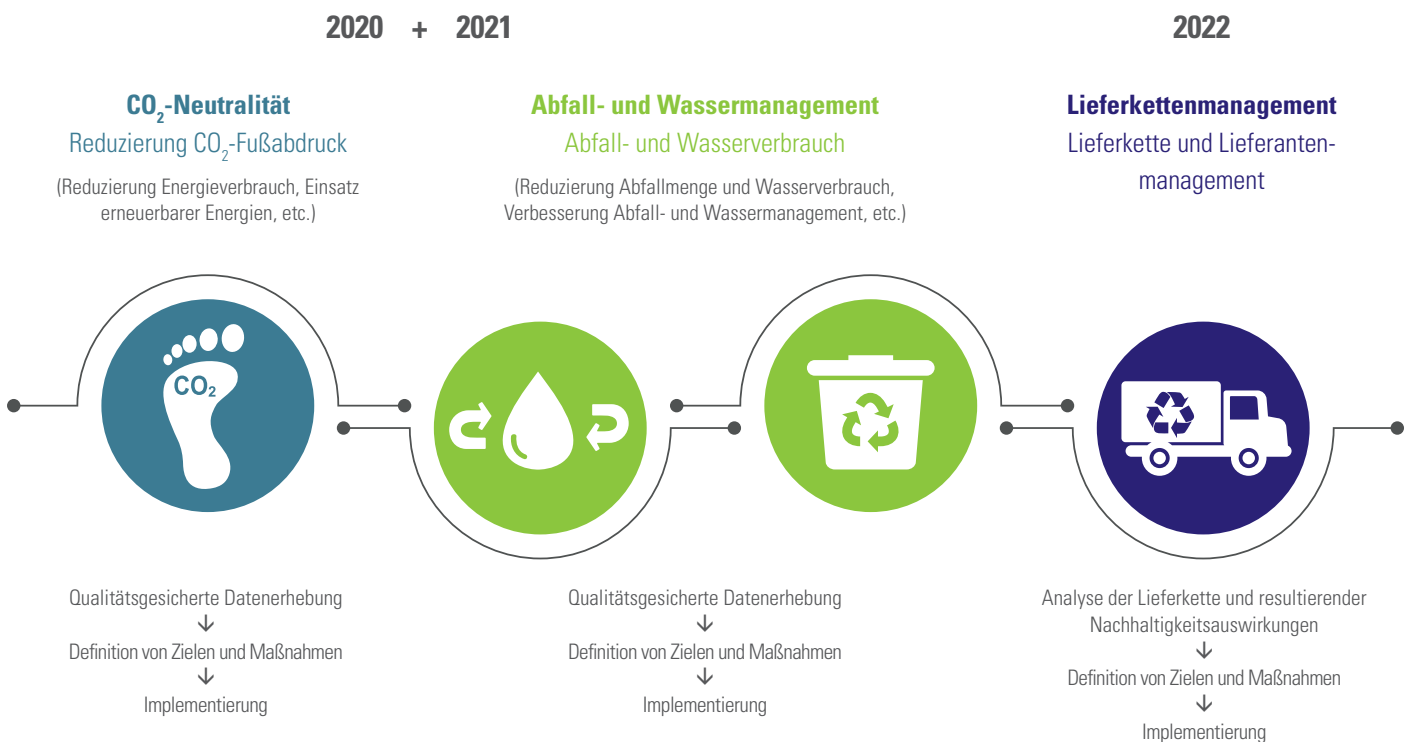 2020 + 2021
2022
CO₂-Neutralität
Reduzierung CO₂-Fußabdruck
(Reduzierung Energieverbrauch, Einsatz
erneuerbarer Energien, etc.)
Abfall- und Wassermanagement
Abfall- und Wasserverbrauch
(Reduzierung Abfallmenge und Wasserverbrauch,
Verbesserung Abfall- und Wassermanagement, etc.)
Lieferkettenmanagement
Lieferkette und Lieferanten-
management
CO₂
Qualitätsgesicherte Datenerhebung
↓
Definition von Zielen und Maßnahmen
↓
Implementierung
Qualitätsgesicherte Datenerhebung
↓
Definition von Zielen und Maßnahmen
↓
Implementierung
Analyse der Lieferkette und resultierender
Nachhaltigkeitsauswirkungen
↓
Definition von Zielen und Maßnahmen
↓
Implementierung